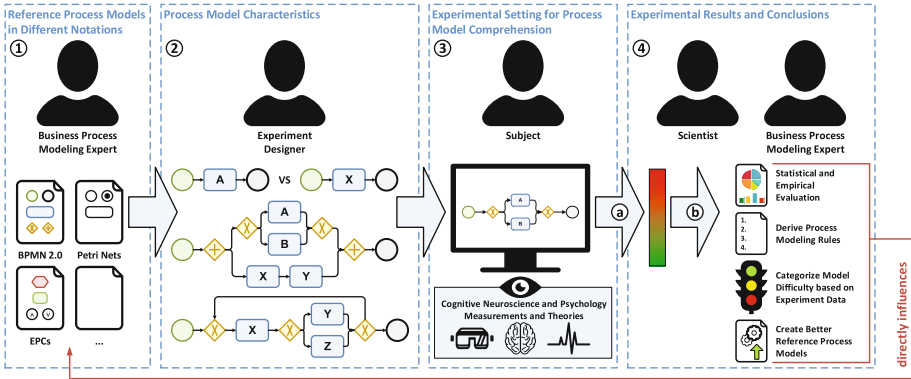 Reference Process Models
in Different Notations
1
Business Process
Modeling Expert
BPMN 2.0
Petri Nets
X
+
∧
∨
EPCs
...
Process Model Characteristics
2
Experiment
Designer
A
VS
X
A
+
X
X
+
B
X
Y
Y
X
X
X
X
Z
Experimental Setting for Process
Model Comprehension
3
Subject
A
X
X
B
Cognitive Neuroscience and Psychology
Measurements and Theories
Experimental Results and Conclusions
4
Scientist
Business Process
Modeling Expert
a
b
Statistical and
Empirical
Evaluation
1.
2.
3.
4.
Derive Process
Modeling Rules
Categorize Model
Difficulty based on
Experiment Data
Create Better
Reference Process
Models
directly influences